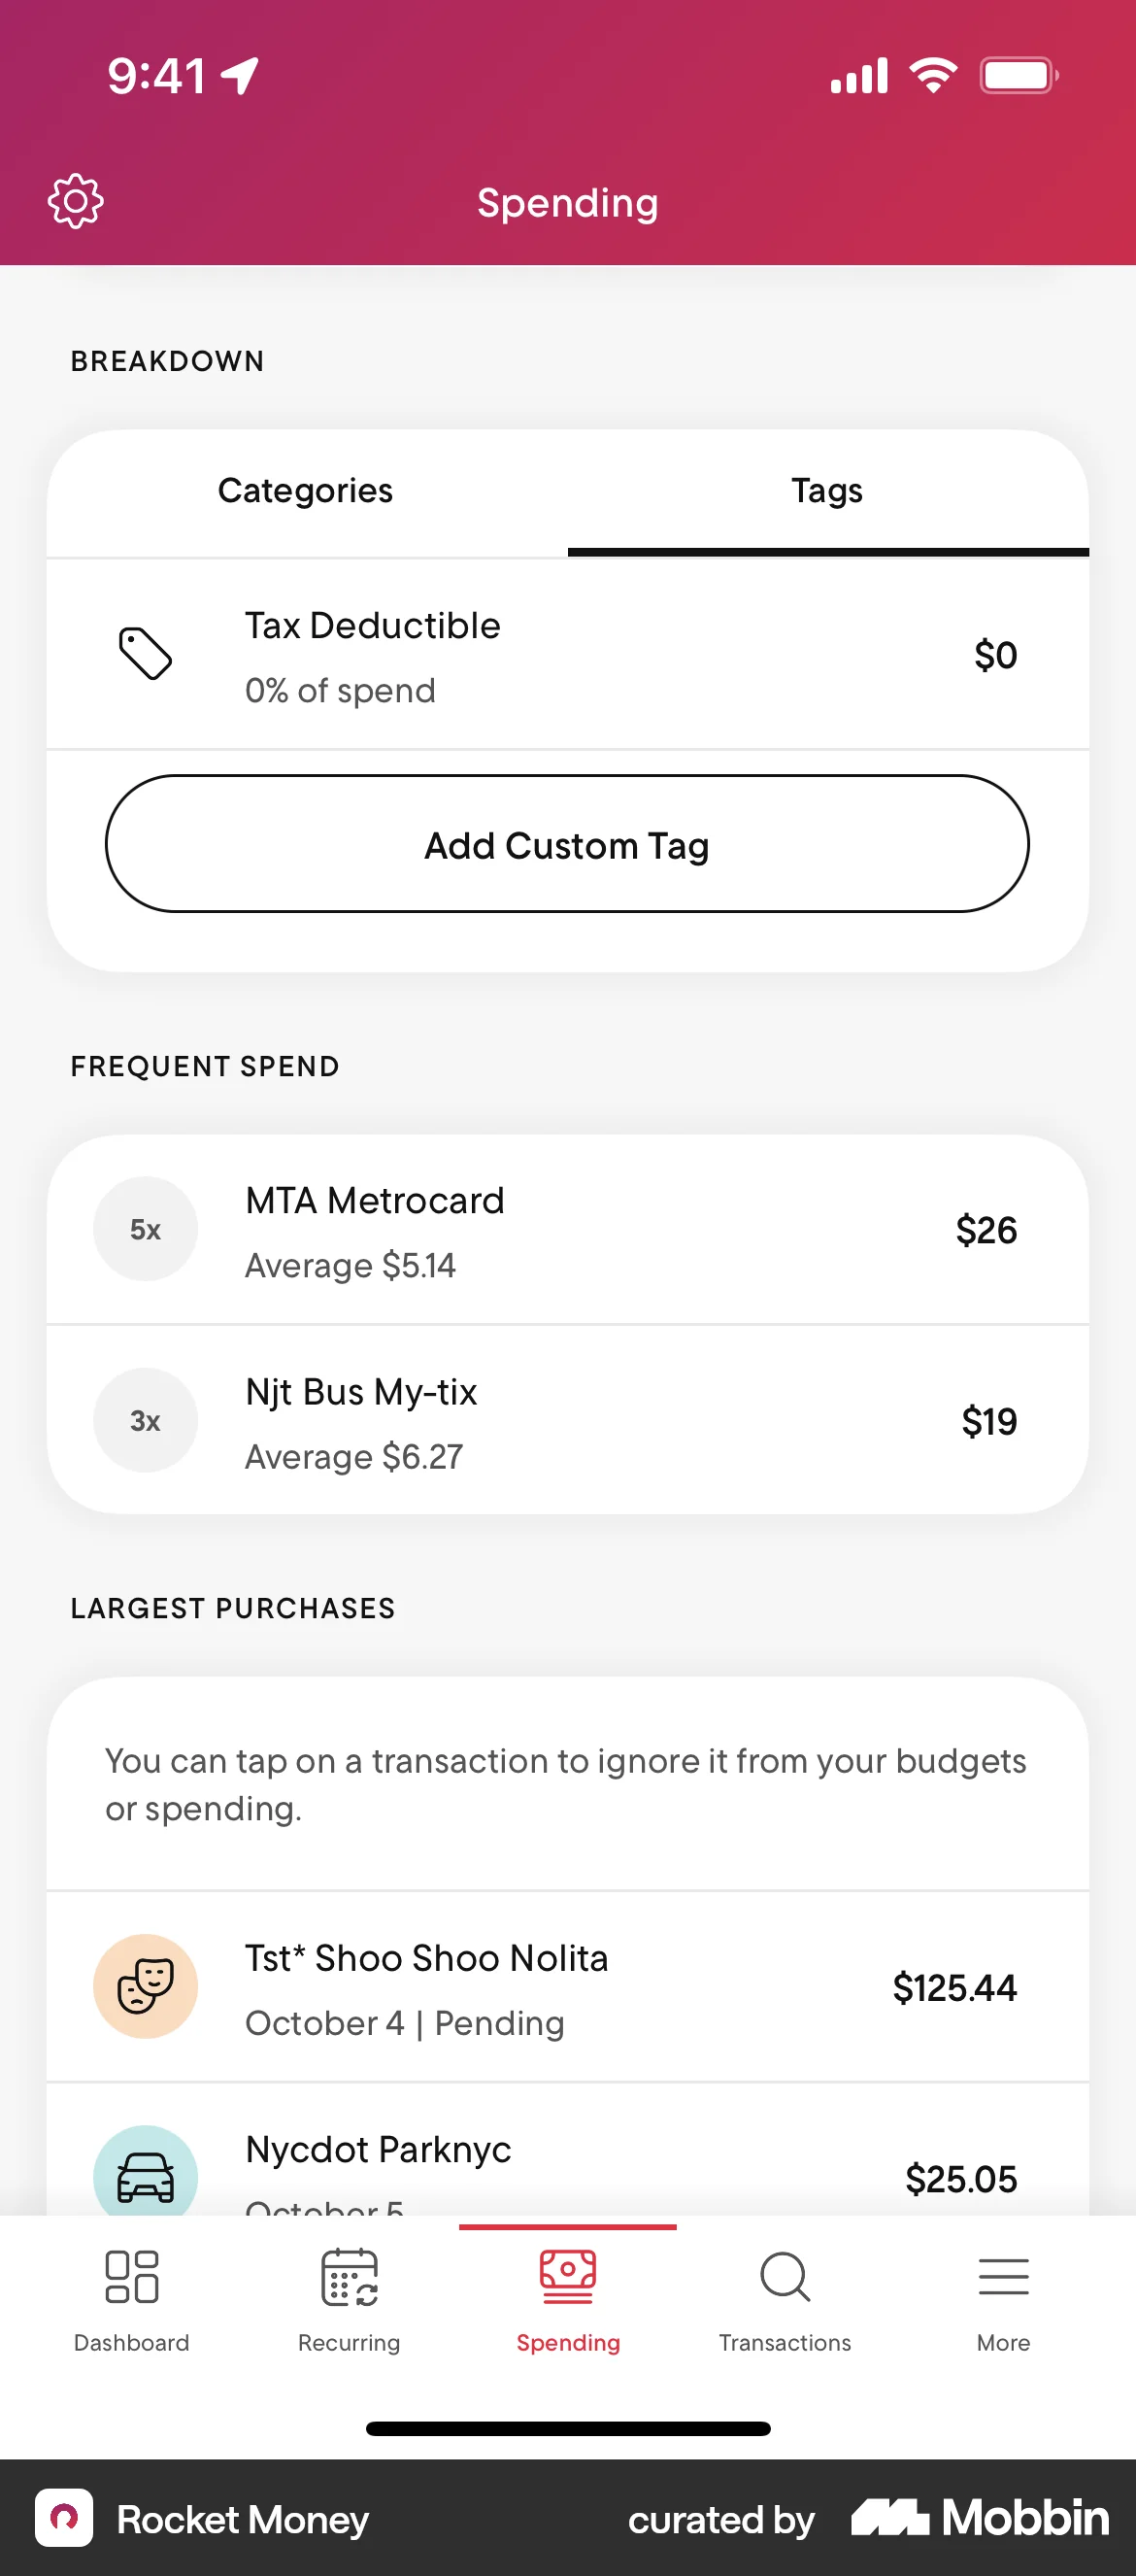 9:41
Spending
BREAKDOWN
Categories
Tags
Tax Deductible
0% of spend
$0
Add Custom Tag
FREQUENT SPEND
5x
MTA Metrocard
Average $5.14
$26
3x
Njt Bus My-tix
Average $6.27
$19
LARGEST PURCHASES
You can tap on a transaction to ignore it from your budgets
or spending.
Tst* Shoo Shoo Nolita
October 4 | Pending
$125.44
Nycdot Parknyc
October 5
$25.05
Dashboard
Recurring
Spending
Transactions
More
Rocket Money
curated by
Mobbin